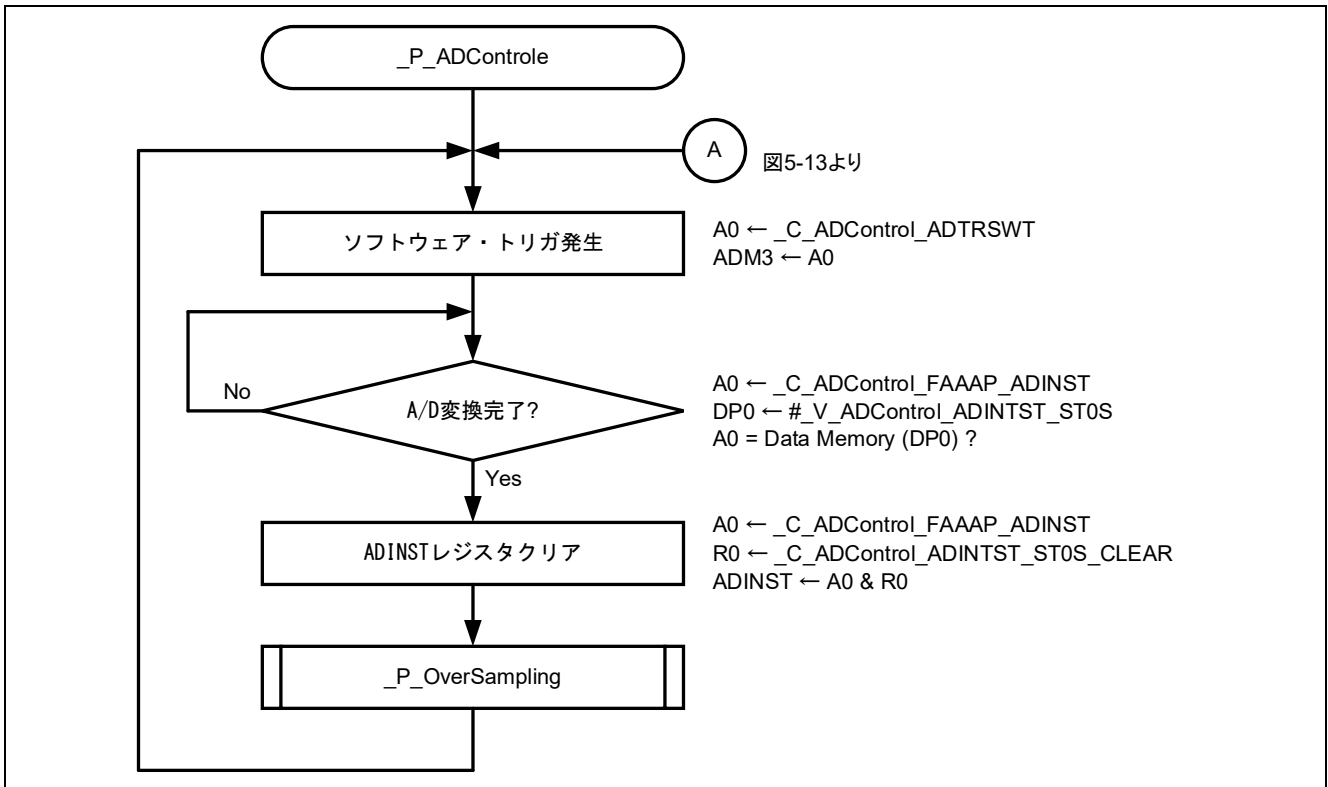 _P_ADControle
A
図5-13より
ソフトウェア・トリガ発生
A0 ← _C_ADControl_ADTRSWT
ADM3 ← A0
No
A/D変換完了?
A0 ← _C_ADControl_FAAAP_ADINST
DP0 ← #_V_ADControl_ADINTST_ST0S
A0 = Data Memory (DP0) ?
Yes
ADINSTレジスタクリア
A0 ← _C_ADControl_FAAAP_ADINST
R0 ← _C_ADControl_ADINTST_ST0S_CLEAR
ADINST ← A0 & R0
_P_OverSampling